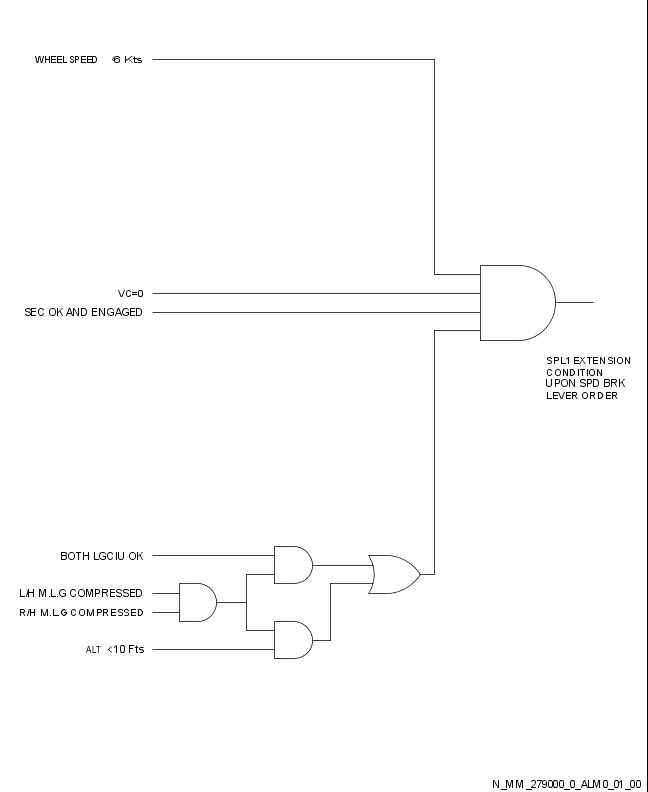 WHEEL SPEED <6 Kts
VC=0
SEC OK AND ENGAGED
SPL1 EXTENSION
CONDITION
UPON SPD BRK
LEVER ORDER
BOTH LGCIU OK
L/H M.L.G COMPRESSED
R/H M.L.G COMPRESSED
ALT <10 Fts
N_MM_279000_0_ALM0_01_00